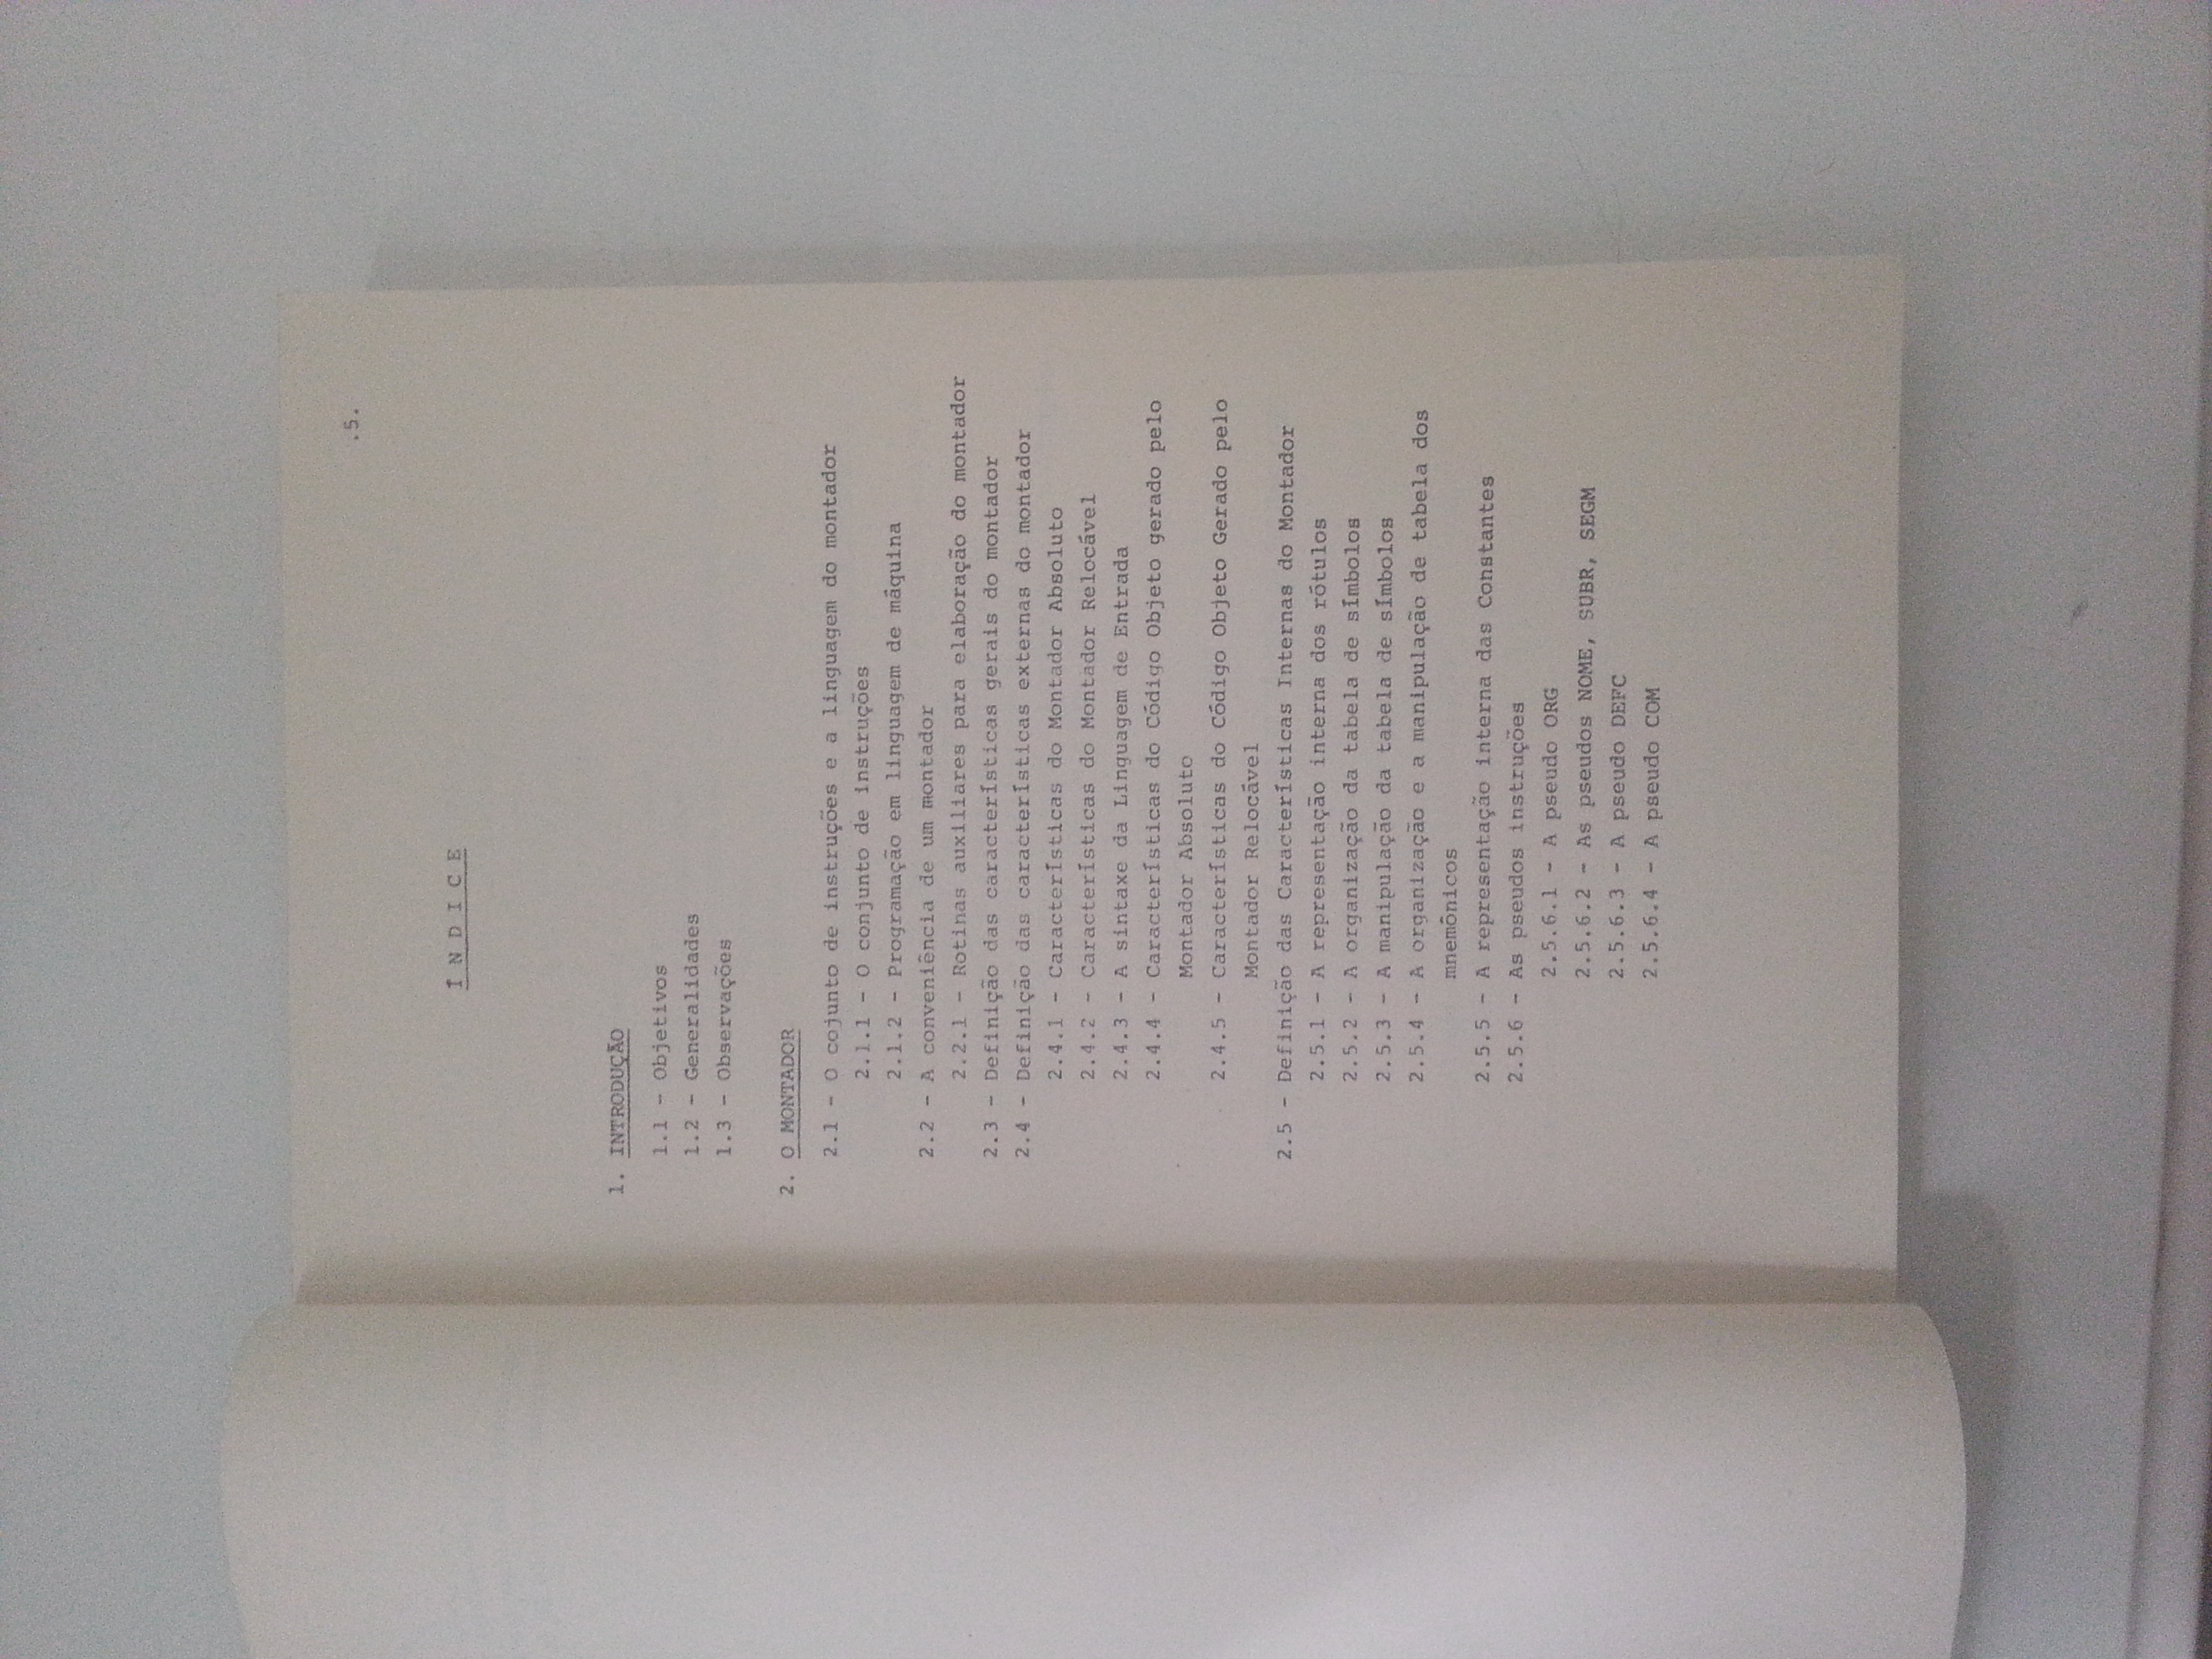 .5.
ÍNDICE
1. INTRODUÇÃO
1.1 - Objetivos
1.2 - Generalidades
1.3 - Observações
2. O MONTADOR
2.1 - O cojunto de instruções e a linguagem do montador
2.1.1 - O conjunto de instruções
2.1.2 - Programação em linguagem de máquina
2.2 - A conveniência de um montador
2.2.1 - Rotinas auxiliares para elaboração do montador
2.3 - Definição das características gerais do montador
2.4 - Definição das características externas do montador
2.4.1 - Características do Montador Absoluto
2.4.2 - Características do Montador Relocável
2.4.3 - A sintaxe da Linguagem de Entrada
2.4.4 - Características do Código Objeto gerado pelo
Montador Absoluto
2.4.5 - Características do Código Objeto Gerado pelo
Montador Relocável
2.5 - Definição das Características Internas do Montador
2.5.1 - A representação interna dos rótulos
2.5.2 - A organização da tabela de símbolos
2.5.3 - A manipulação da tabela de símbolos
2.5.4 - A organização e a manipulação de tabela dos
mnemônicos
2.5.5 - A representação interna das Constantes
2.5.6 - As pseudos instruções
2.5.6.1 - A pseudo ORG
2.5.6.2 - As pseudos NOME, SUBR, SEGM
2.5.6.3 - A pseudo DEFC
2.5.6.4 - A pseudo COM